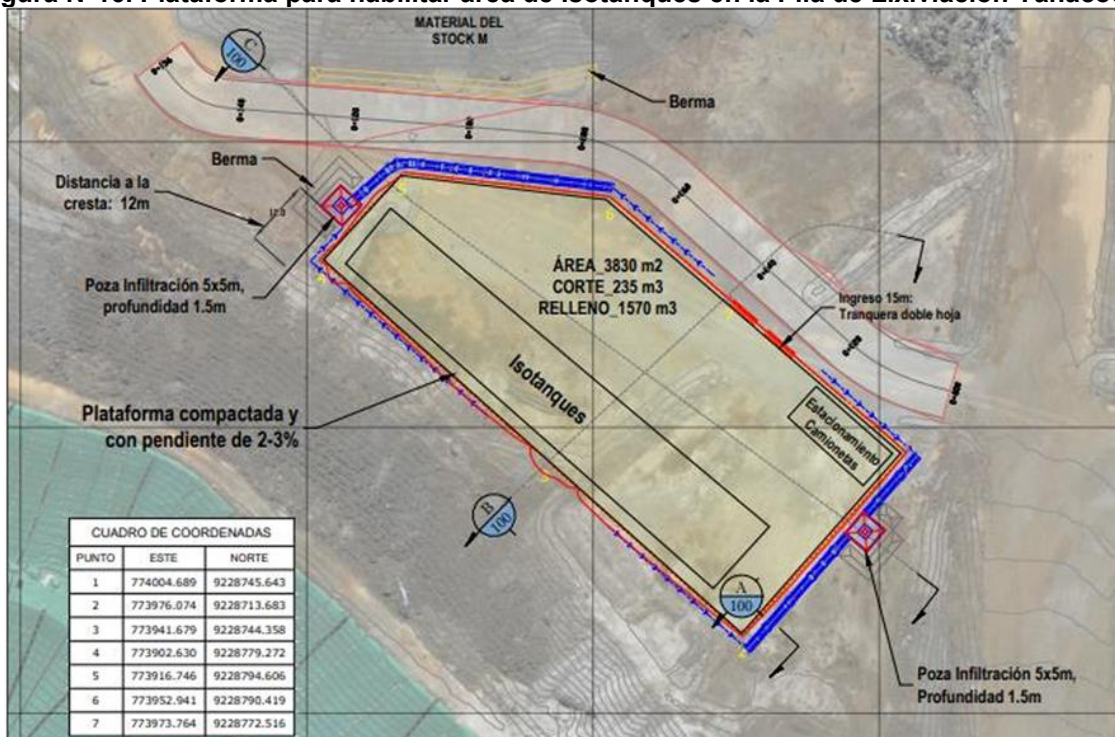 MATERIAL DEL
STOCK M
C
100
Berma
Berma
Distancia a la
cresta: 12m
Poza Infiltración 5x5m,
profundidad 1.5m
ÁREA_3830 m2
CORTE_235 m3
RELLENO_1570 m3
Ingreso 15m:
Tranquera doble hoja
Isotanques
Estacionamiento
Camionetas
Plataforma compactada y
con pendiente de 2-3%
B
100
A
100
Poza Infiltración 5x5m,
Profundidad 1.5m
CUADRO DE COORDENADAS
PUNTO ESTE NORTE
1 774004.689 9228745.643
2 773976.074 9228713.683
3 773941.679 9228744.358
4 773902.630 9228779.272
5 773916.746 9228794.606
6 773952.941 9228790.419
7 773973.764 9228772.516